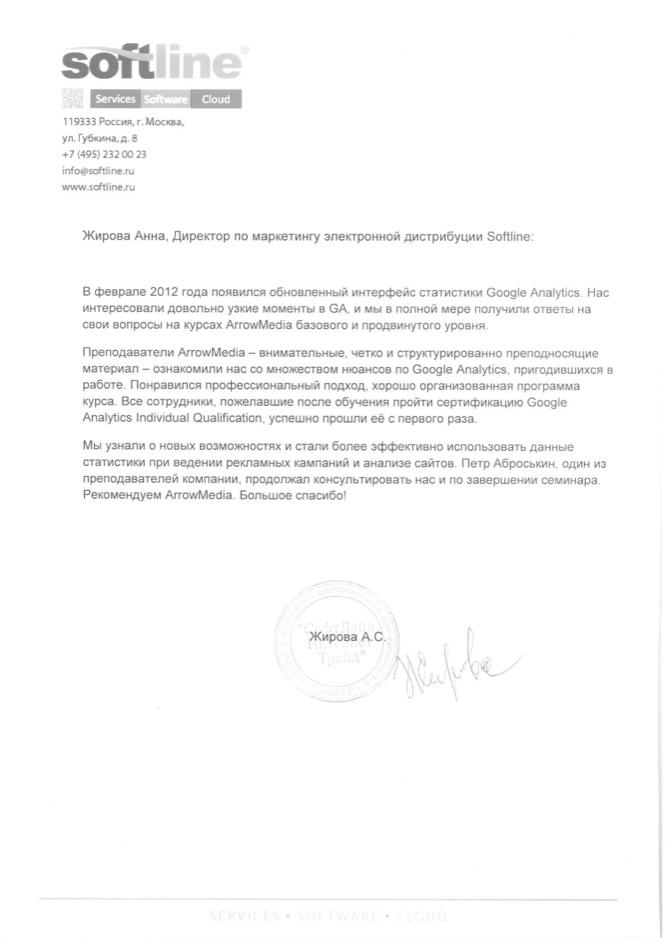 softline®
Services Software Cloud
119333 Россия, г. Москва,
ул. Губкина, д. 8
+7 (495) 232 00 23
info@softline.ru
www.softline.ru
Жирова Анна, Директор по маркетингу электронной дистрибуции Softline:
В феврале 2012 года появился обновленный интерфейс статистики Google Analytics. Нас
интересовали довольно узкие моменты в GA, и мы в полной мере получили ответы на
свои вопросы на курсах ArrowMedia базового и продвинутого уровня.
Преподаватели ArrowMedia – внимательные, четко и структурированно преподносящие
материал – ознакомили нас со множеством нюансов по Google Analytics, пригодившихся в
работе. Понравился профессиональный подход, хорошо организованная программа
курса. Все сотрудники, пожелавшие после обучения пройти сертификацию Google
Analytics Individual Qualification, успешно прошли её с первого раза.
Мы узнали о новых возможностях и стали более эффективно использовать данные
статистики при ведении рекламных кампаний и анализе сайтов. Петр Аброськин, один из
преподавателей компании, продолжал консультировать нас и по завершении семинара.
Рекомендуем ArrowMedia. Большое спасибо!
"СофтЛайн
Интернет
Трейд"
МОСКВА
Жирова А.С.
Жирова
SERVICES • SOFTWARE • CLOUD